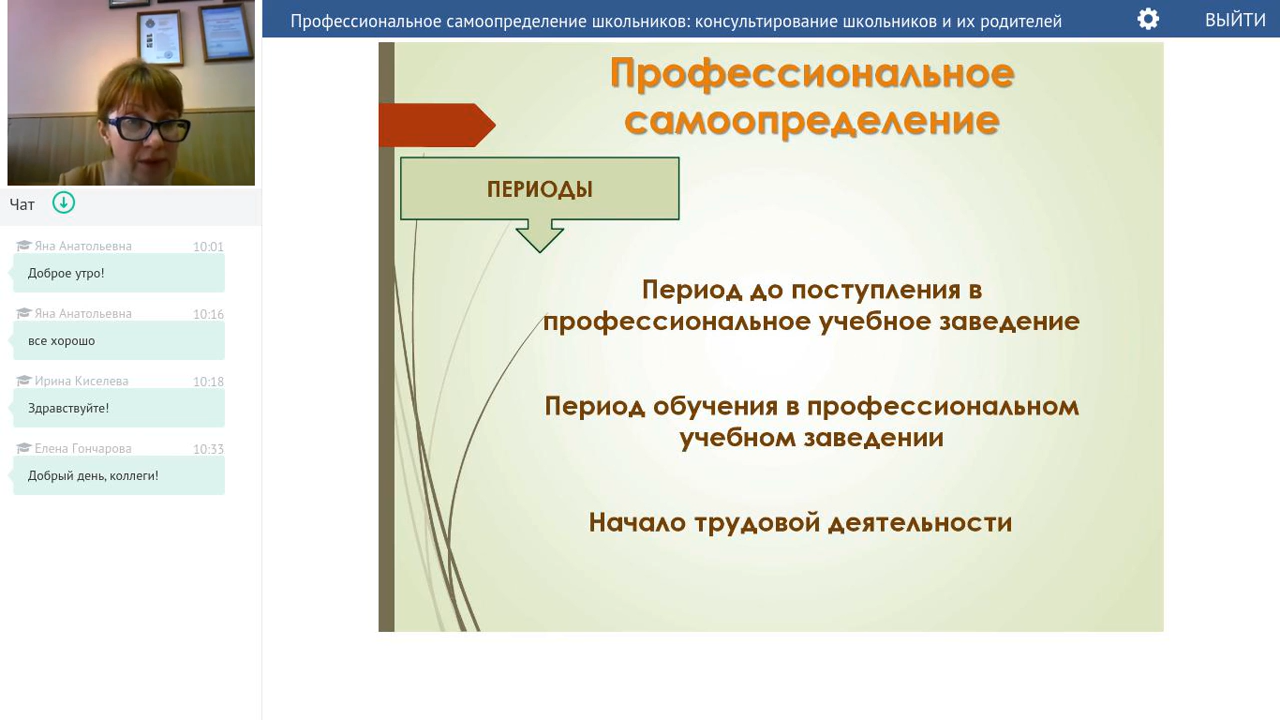 Профессиональное самоопределение школьников: консультирование школьников и их родителей
ВЫЙТИ
Чат
Яна Анатольевна 10:01
Доброе утро!
Яна Анатольевна 10:16
все хорошо
Ирина Киселева 10:18
Здравствуйте!
Елена Гончарова 10:33
Добрый день, коллеги!
Профессиональное
самоопределение
ПЕРИОДЫ
Период до поступления в
профессиональное учебное заведение
Период обучения в профессиональном
учебном заведении
Начало трудовой деятельности